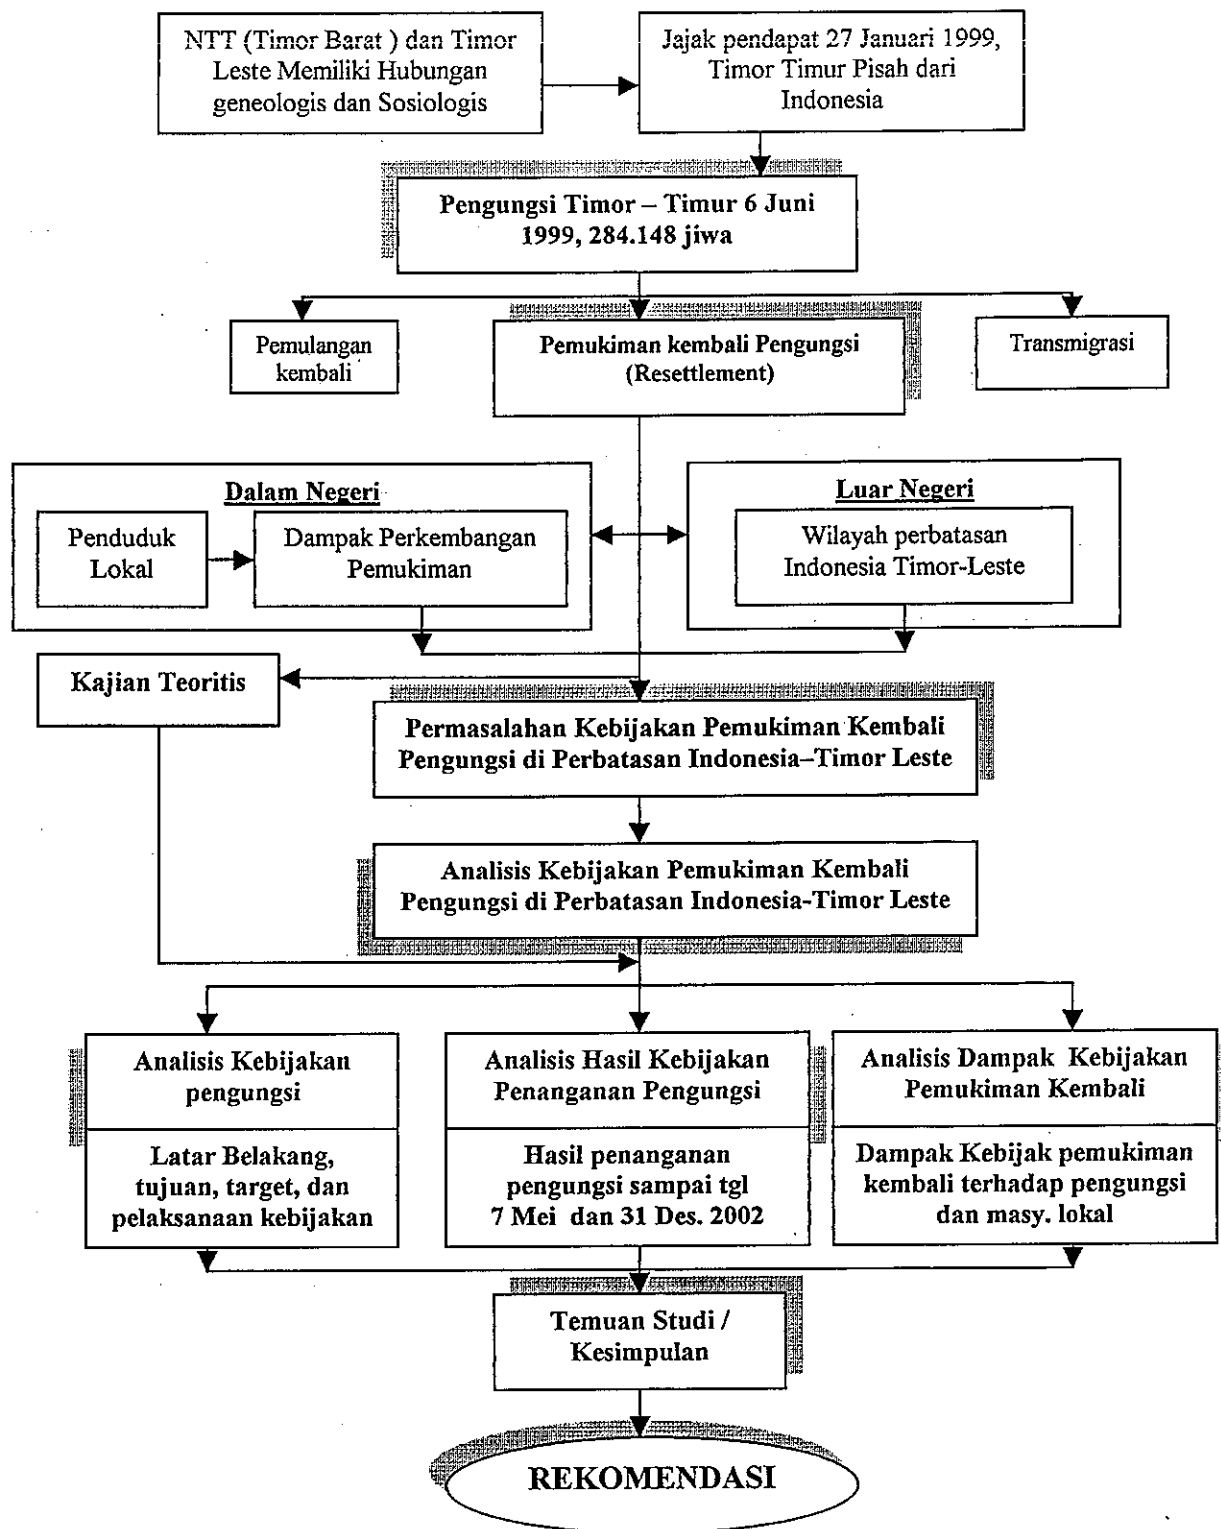 NTT (Timor Barat ) dan Timor
Leste Memiliki Hubungan
geneologis dan Sosiologis
Jajak pendapat 27 Januari 1999,
Timor Timur Pisah dari
Indonesia
Pengungsi Timor – Timur 6 Juni
1999, 284.148 jiwa
Pemulangan
kembali
Pemukiman kembali Pengungsi
(Resettlement)
Transmigrasi
Dalam Negeri
Penduduk
Lokal
Dampak Perkembangan
Pemukiman
Luar Negeri
Wilayah perbatasan
Indonesia Timor-Leste
Kajian Teoritis
Permasalahan Kebijakan Pemukiman Kembali
Pengungsi di Perbatasan Indonesia–Timor Leste
Analisis Kebijakan Pemukiman Kembali
Pengungsi di Perbatasan Indonesia-Timor Leste
Analisis Kebijakan
pengungsi
Latar Belakang,
tujuan, target, dan
pelaksanaan kebijakan
Analisis Hasil Kebijakan
Penanganan Pengungsi
Hasil penanganan
pengungsi sampai tgl
7 Mei dan 31 Des. 2002
Analisis Dampak Kebijakan
Pemukiman Kembali
Dampak Kebijak pemukiman
kembali terhadap pengungsi
dan masy. lokal
Temuan Studi /
Kesimpulan
REKOMENDASI